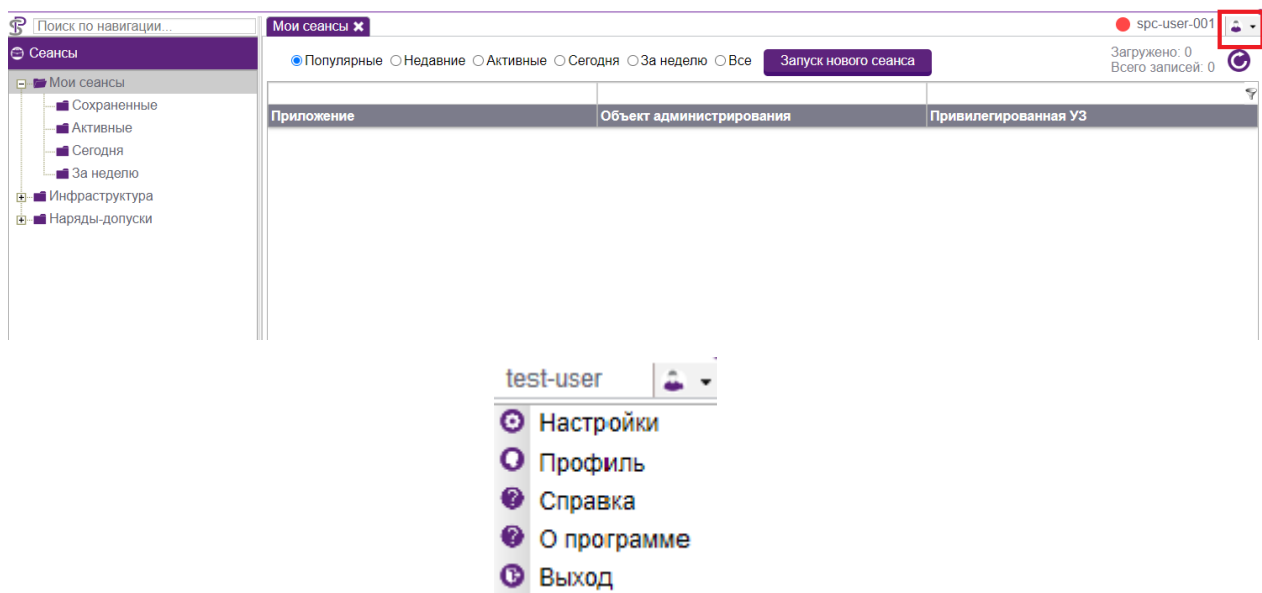 Поиск по навигации...
Мои сеансы
spc-user-001
Сеансы
Популярные Недавние Активные Сегодня За неделю Все
Запуск нового сеанса
Загружено: 0
Всего записей: 0
Мои сеансы
Сохраненные
Активные
Сегодня
За неделю
Инфраструктура
Наряды-допуски
Приложение Объект администрирования Привилегированная УЗ
test-user
Настройки
Профиль
Справка
О программе
Выход